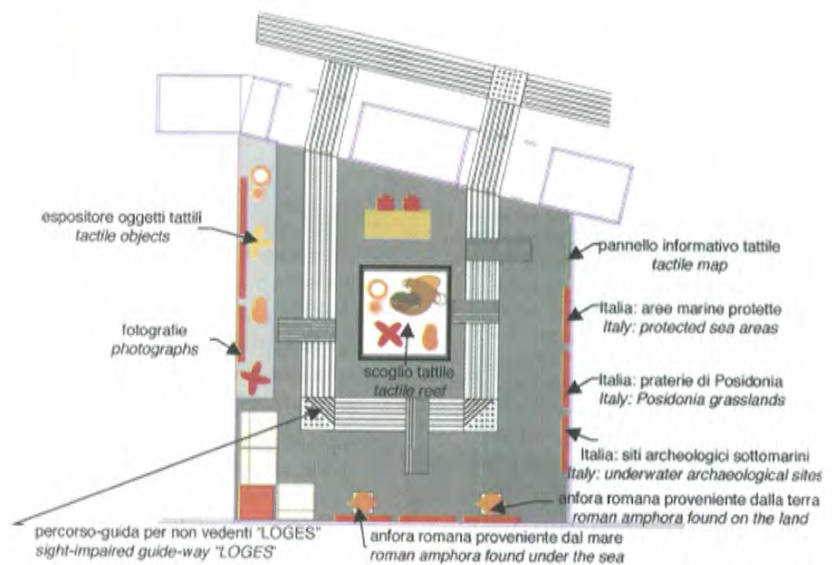 espositore oggetti tattili
tactile objects
fotografie
photographs
scoglio tattile
tactile reef
pannello informativo tattile
tactile map
Italia: aree marine protette
Italy: protected sea areas
Italia: praterie di Posidonia
Italy: Posidonia grasslands
Italia: siti archeologici sottomarini
Italy: underwater archaeological sites
anfora romana proveniente dalla terra
roman amphora found on the land
percorso-guida per non vedenti "LOGES"
sight-impaired guide-way "LOGES"
anfora romana proveniente dal mare
roman amphora found under the sea